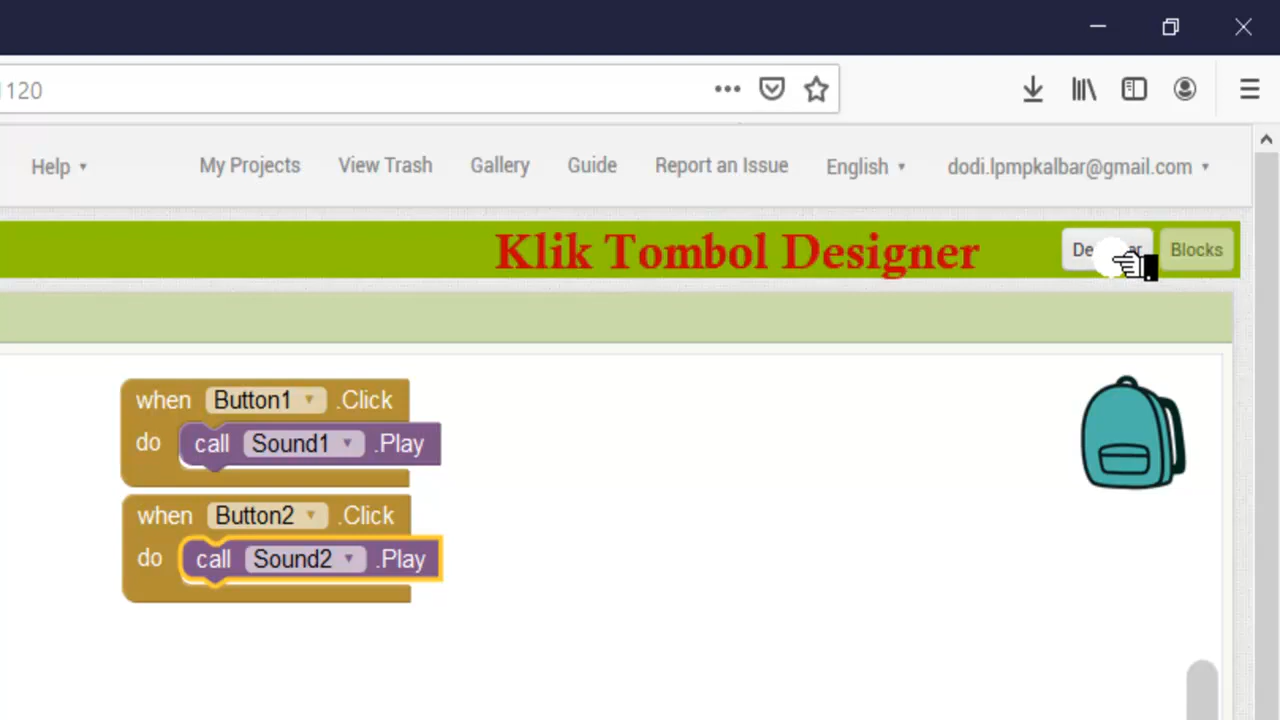 120
Help
My Projects
View Trash
Gallery
Guide
Report an Issue
English
dodi.lpmpkalbar@gmail.com
Klik Tombol Designer
Blocks
when Button1 .Click
do call Sound1 .Play
when Button2 .Click
do call Sound2 .Play